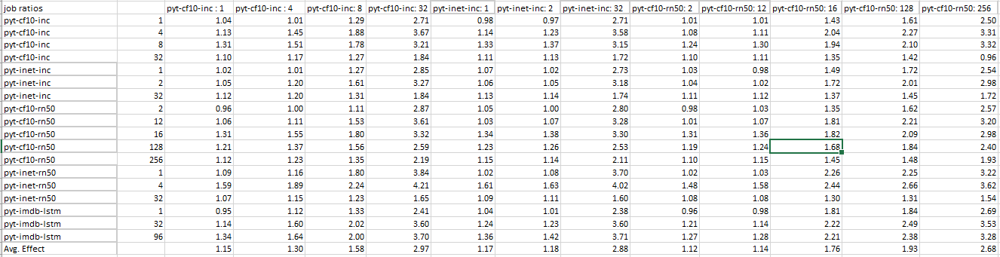 job ratios pyt-cf10-inc : 1 pyt-cf10-inc : 4 pyt-cf10-inc: 8 pyt-cf10-inc: 32 pyt-inet-inc: 1 pyt-inet-inc: 2 pyt-inet-inc: 32 pyt-cf10-rn50: 2 pyt-cf10-rn50: 12 pyt-cf10-rn50: 16 pyt-cf10-rn50: 128 pyt-cf10-rn50: 256
pyt-cf10-inc 1 1.04 1.01 1.29 2.71 0.98 0.97 2.71 1.01 1.01 1.43 1.61 2.50
pyt-cf10-inc 4 1.13 1.45 1.88 3.67 1.14 1.23 3.58 1.08 1.11 2.04 2.27 3.31
pyt-cf10-inc 8 1.31 1.51 1.78 3.21 1.33 1.37 3.15 1.24 1.30 1.94 2.10 3.32
pyt-cf10-inc 32 1.10 1.17 1.27 1.84 1.11 1.13 1.72 1.10 1.11 1.35 1.42 0.96
pyt-inet-inc 1 1.02 1.01 1.27 2.85 1.07 1.02 2.73 1.03 0.98 1.49 1.72 2.54
pyt-inet-inc 2 1.05 1.20 1.61 3.27 1.06 1.05 3.18 1.04 1.02 1.72 2.01 2.98
pyt-inet-inc 32 1.12 1.20 1.31 1.84 1.13 1.14 1.74 1.11 1.12 1.37 1.45 1.72
pyt-cf10-rn50 2 0.96 1.00 1.11 2.87 1.05 1.00 2.80 0.98 1.03 1.35 1.62 2.57
pyt-cf10-rn50 12 1.06 1.11 1.53 3.61 1.03 1.07 3.28 1.01 1.07 1.81 2.21 3.20
pyt-cf10-rn50 16 1.31 1.55 1.80 3.32 1.34 1.38 3.30 1.31 1.36 1.82 2.09 2.98
pyt-cf10-rn50 128 1.21 1.37 1.56 2.59 1.23 1.26 2.53 1.19 1.24 1.68 1.84 2.40
pyt-cf10-rn50 256 1.12 1.23 1.35 2.19 1.15 1.14 2.11 1.10 1.15 1.45 1.48 1.93
pyt-inet-rn50 1 1.09 1.16 1.80 3.84 1.02 1.08 3.70 1.02 1.03 2.26 2.25 3.22
pyt-inet-rn50 4 1.59 1.89 2.24 4.21 1.61 1.63 4.02 1.48 1.58 2.44 2.66 3.62
pyt-inet-rn50 32 1.07 1.15 1.23 1.65 1.09 1.11 1.60 1.08 1.08 1.30 1.31 1.54
pyt-imdb-lstm 1 0.95 1.12 1.33 2.41 1.04 1.01 2.38 0.96 0.98 1.81 1.84 2.69
pyt-imdb-lstm 32 1.14 1.60 2.02 3.60 1.24 1.23 3.60 1.21 1.14 2.22 2.49 3.53
pyt-imdb-lstm 96 1.34 1.64 2.00 3.70 1.36 1.42 3.71 1.27 1.28 2.21 2.38 3.28
Avg. Effect 1.15 1.30 1.58 2.97 1.17 1.18 2.88 1.12 1.14 1.76 1.93 2.68